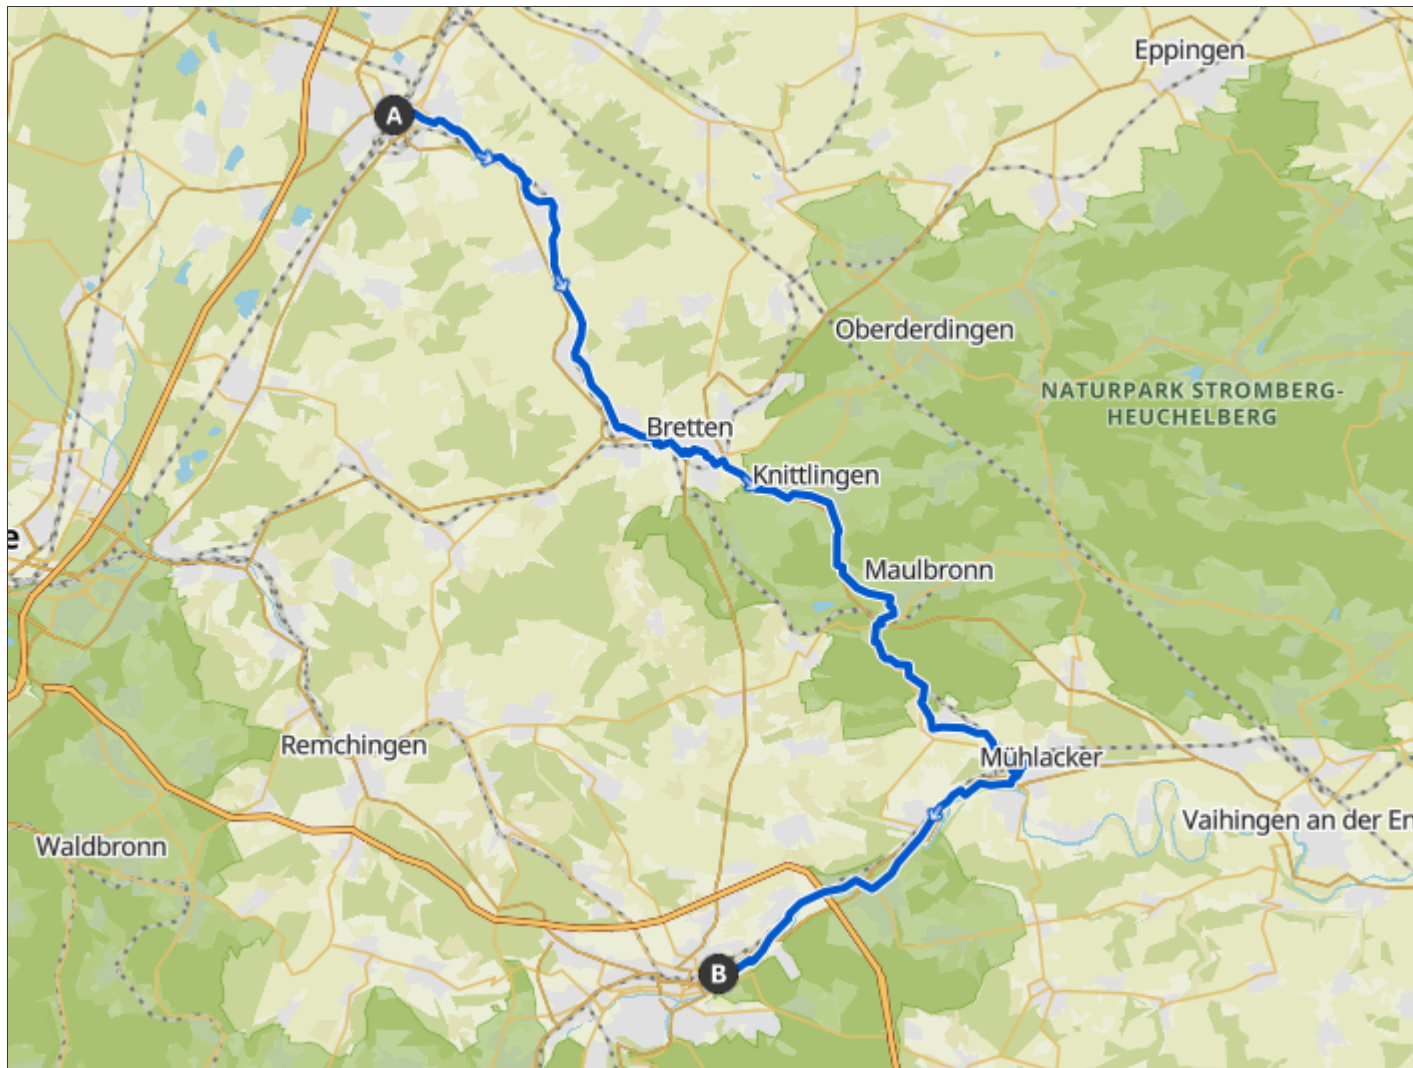 Eppingen
A
Oberderdingen
NATURPARK STROMBERG-
HEUCHELBERG
Bretten
Knittlingen
e
Maulbronn
Remchingen
Mühlacker
Vaihingen an der En
Waldbronn
B